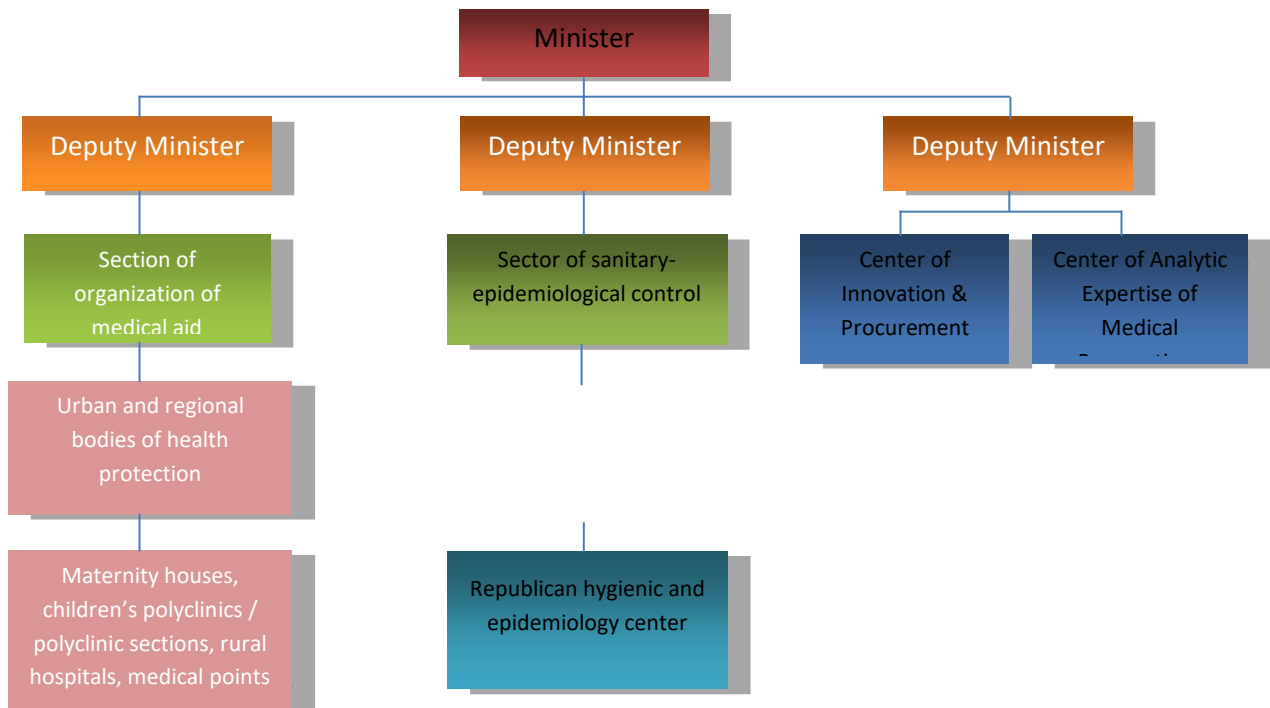 Minister
Deputy Minister
Deputy Minister
Deputy Minister
Section of
organization of
medical aid
Sector of sanitary-
epidemiological control
Center of
Innovation &
Procurement
Center of Analytic
Expertise of
Medical
Urban and regional
bodies of health
protection
Maternity houses,
children’s polyclinics /
polyclinic sections, rural
hospitals, medical points
Republican hygienic and
epidemiology center